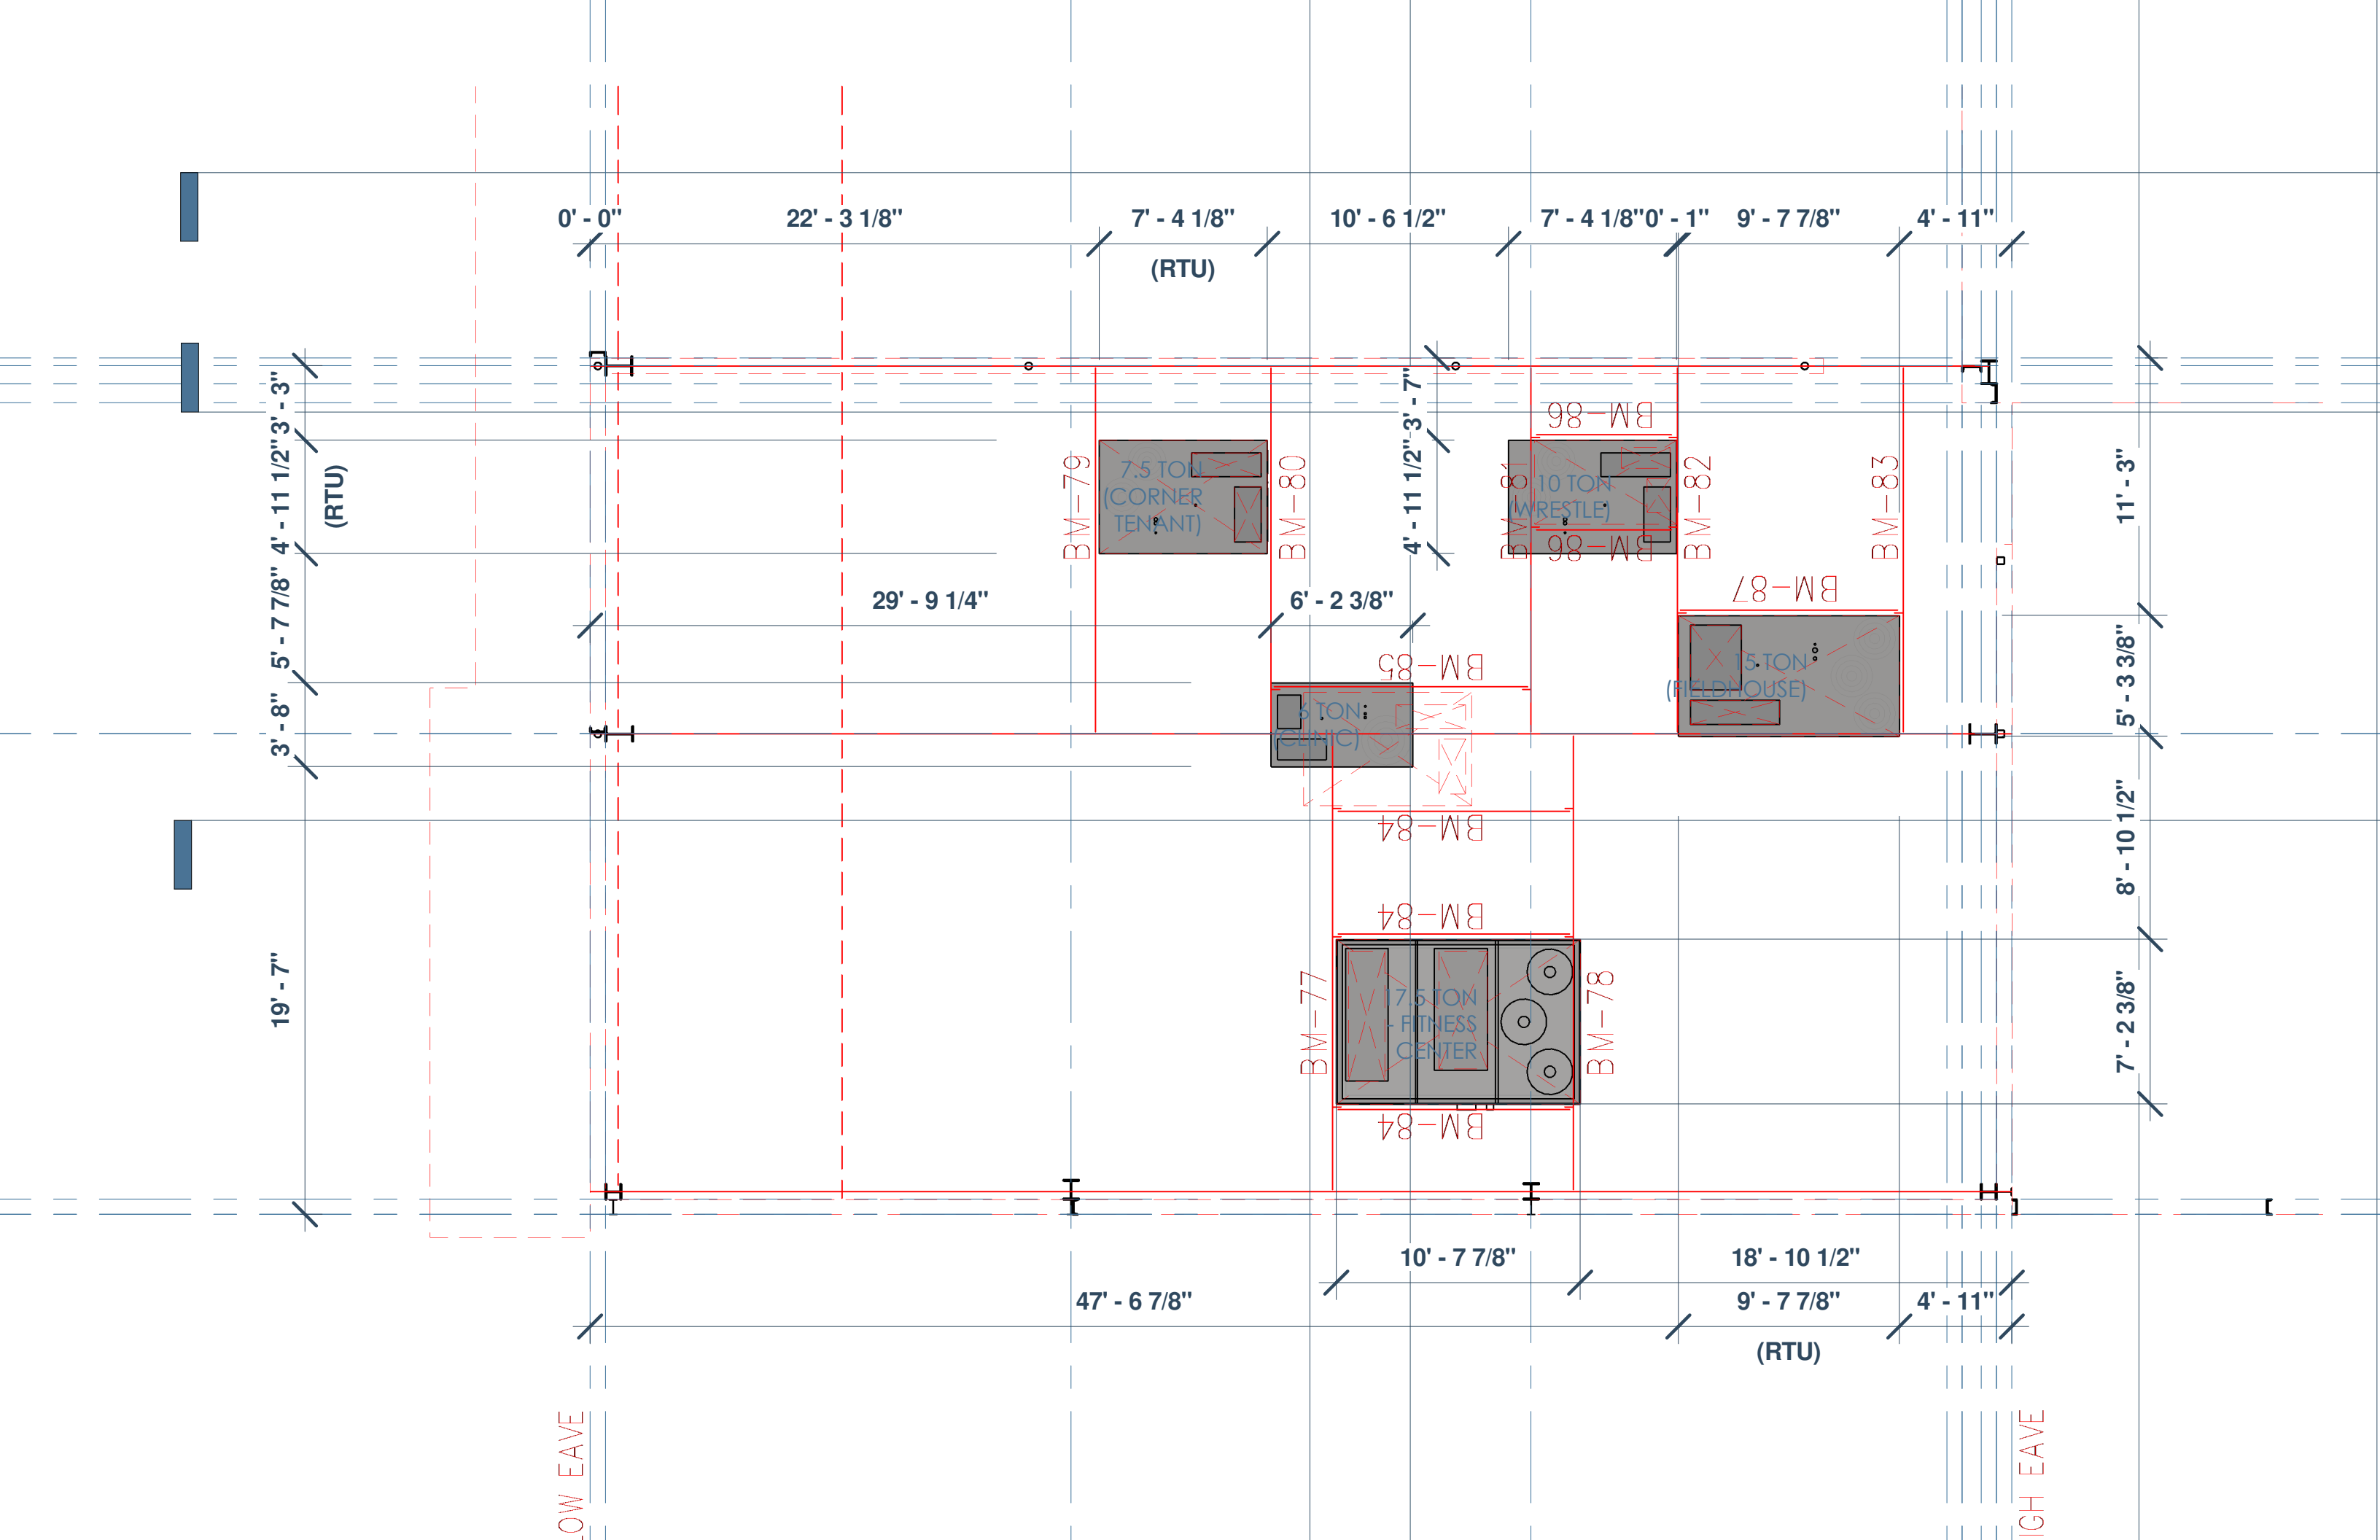 0' - 0"
22' - 3 1/8"
7' - 4 1/8"
10' - 6 1/2"
7' - 4 1/8"
0' - 1"
9' - 7 7/8"
4' - 11"
(RTU)
3' - 3"
4' - 11 1/2"
(RTU)
5' - 7 7/8"
3' - 8"
19' - 7"
3' - 7"
4' - 11 1/2"
11' - 3"
5' - 3 3/8"
8' - 10 1/2"
7' - 2 3/8"
BM-79
7.5 TON
(CORNER
TENANT)
BM-80
BM-86
BM-81
10 TON
(WRESTLE)
BM-86
BM-82
BM-83
BM-87
29' - 9 1/4"
6' - 2 3/8"
BM-85
6 TON
(CLINIC)
15 TON
(FIELDHOUSE)
BM-84
BM-84
BM-77
17.5 TON
- FITNESS
CENTER
BM-78
BM-84
10' - 7 7/8"
18' - 10 1/2"
47' - 6 7/8"
9' - 7 7/8"
4' - 11"
(RTU)
LOW EAVE
IGH EAVE